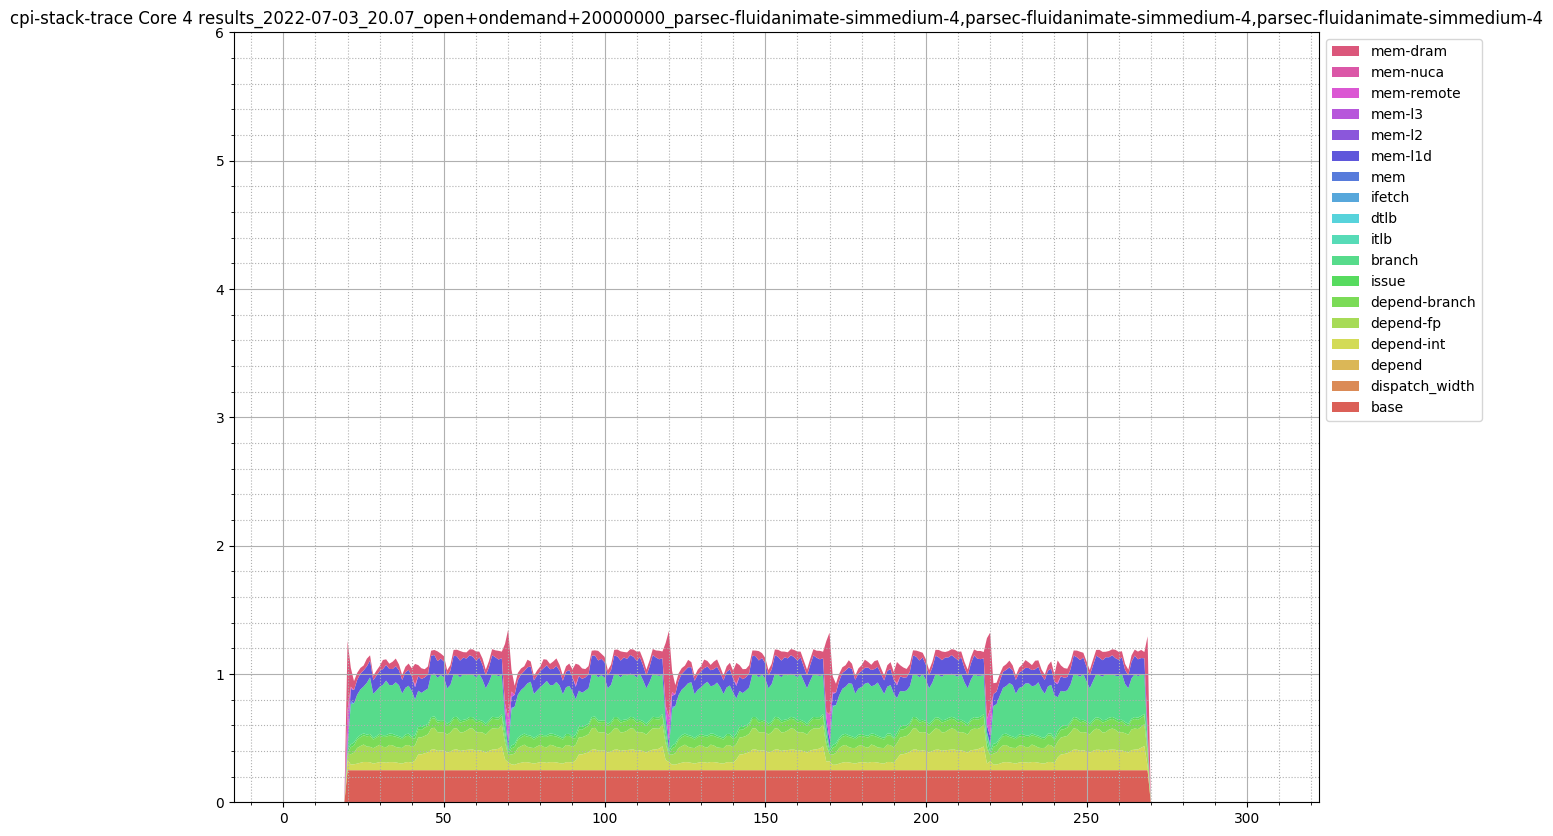 cpi-stack-trace Core 4 results_2022-07-03_20.07_open+ondemand+20000000_parsec-fluidanimate-simmedium-4,parsec-fluidanimate-simmedium-4,parsec-fluidanimate-simmedium-4
6
5
4
3
2
1
0
0 50 100 150 200 250 300
mem-dram
mem-nuca
mem-remote
mem-l3
mem-l2
mem-l1d
mem
ifetch
dtlb
itlb
branch
issue
depend-branch
depend-fp
depend-int
depend
dispatch_width
base